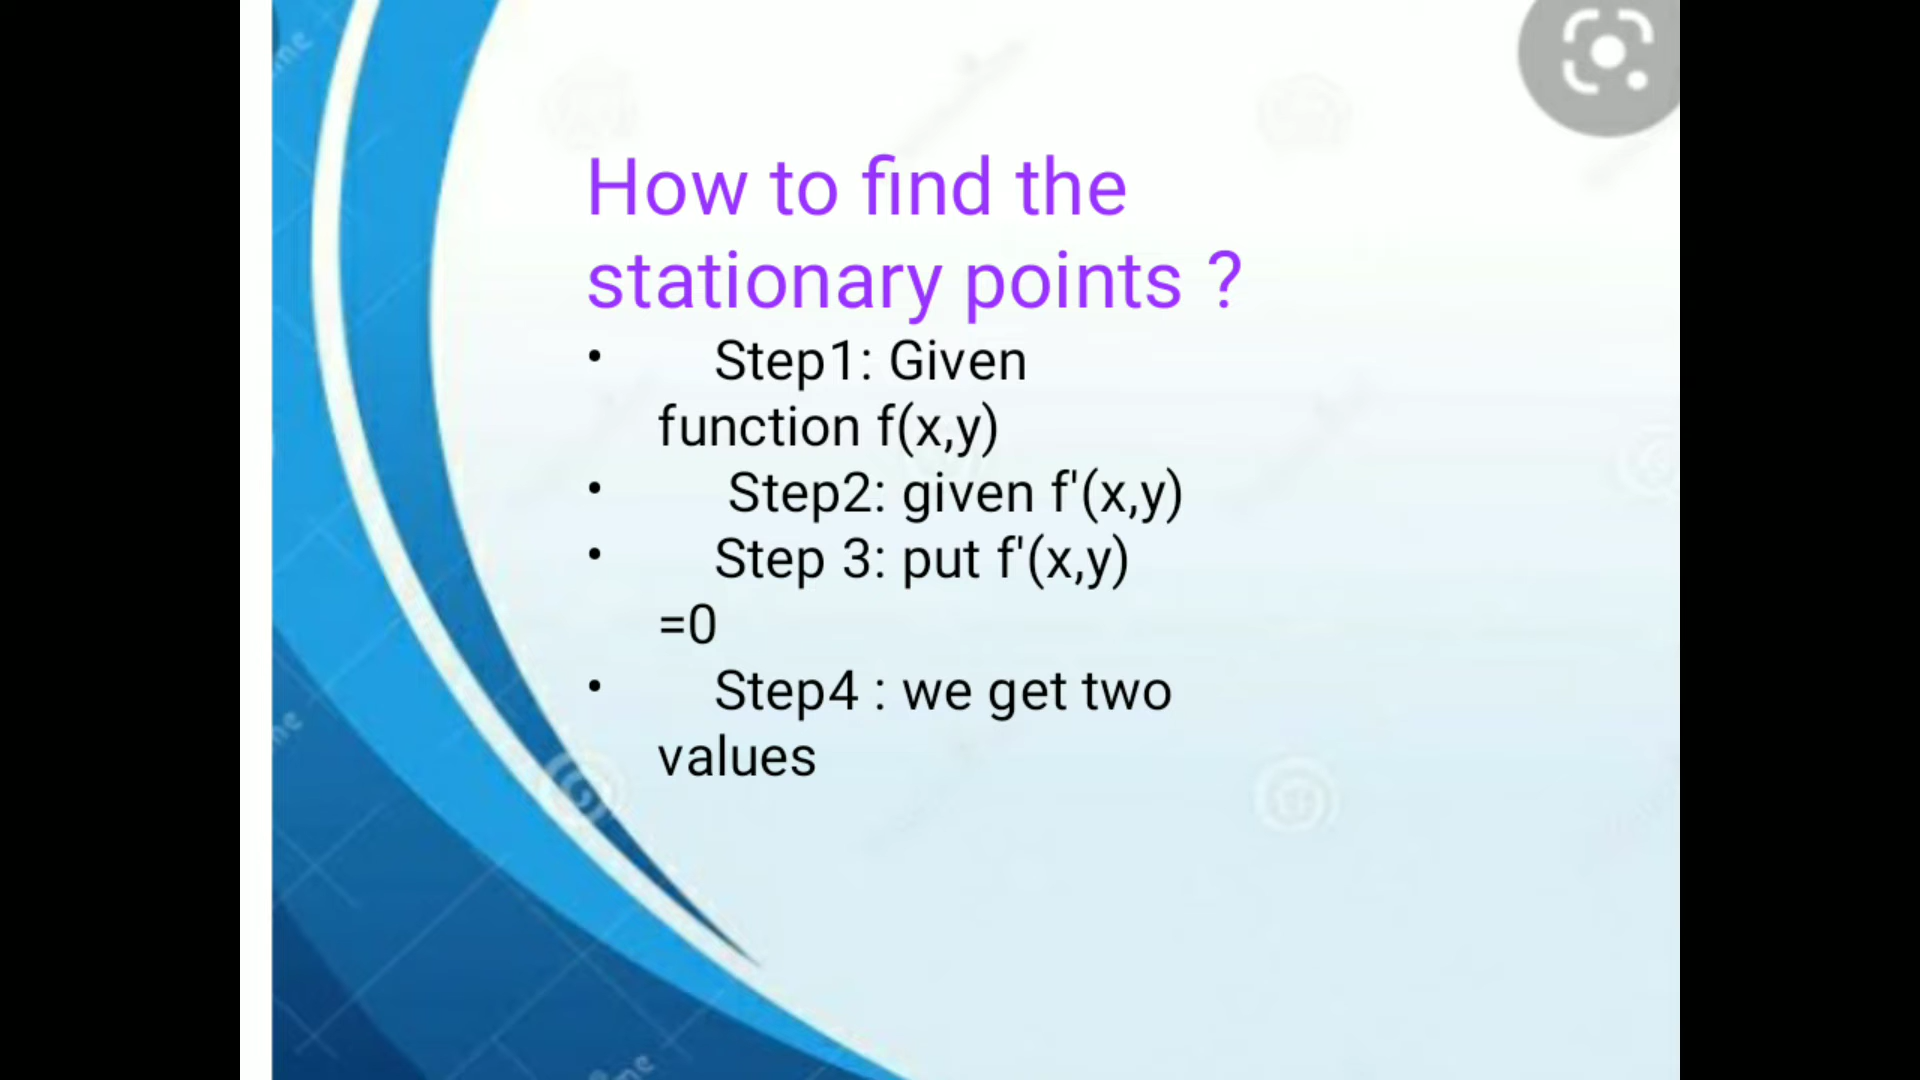 How to find the
stationary points ?
• Step1: Given
function f(x,y)
• Step2: given f'(x,y)
• Step 3: put f'(x,y)
=0
• Step4 : we get two
values